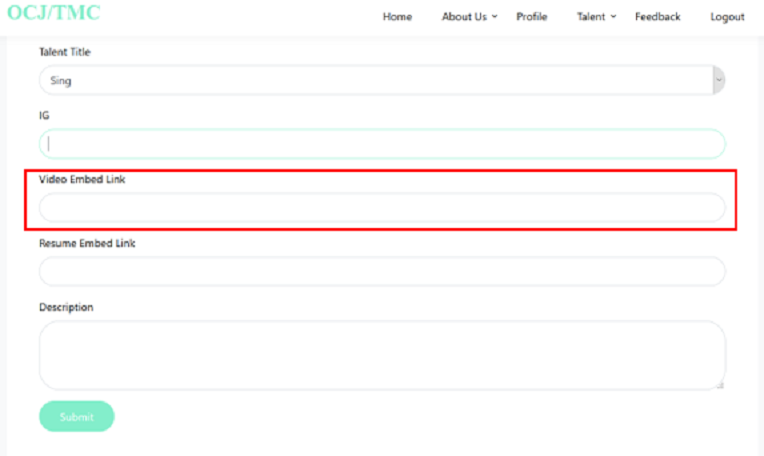 OCJ/TMC
Home About Us Profile Talent Feedback Logout
Talent Title
Sing
IG
Video Embed Link
Resume Embed Link
Description
Submit